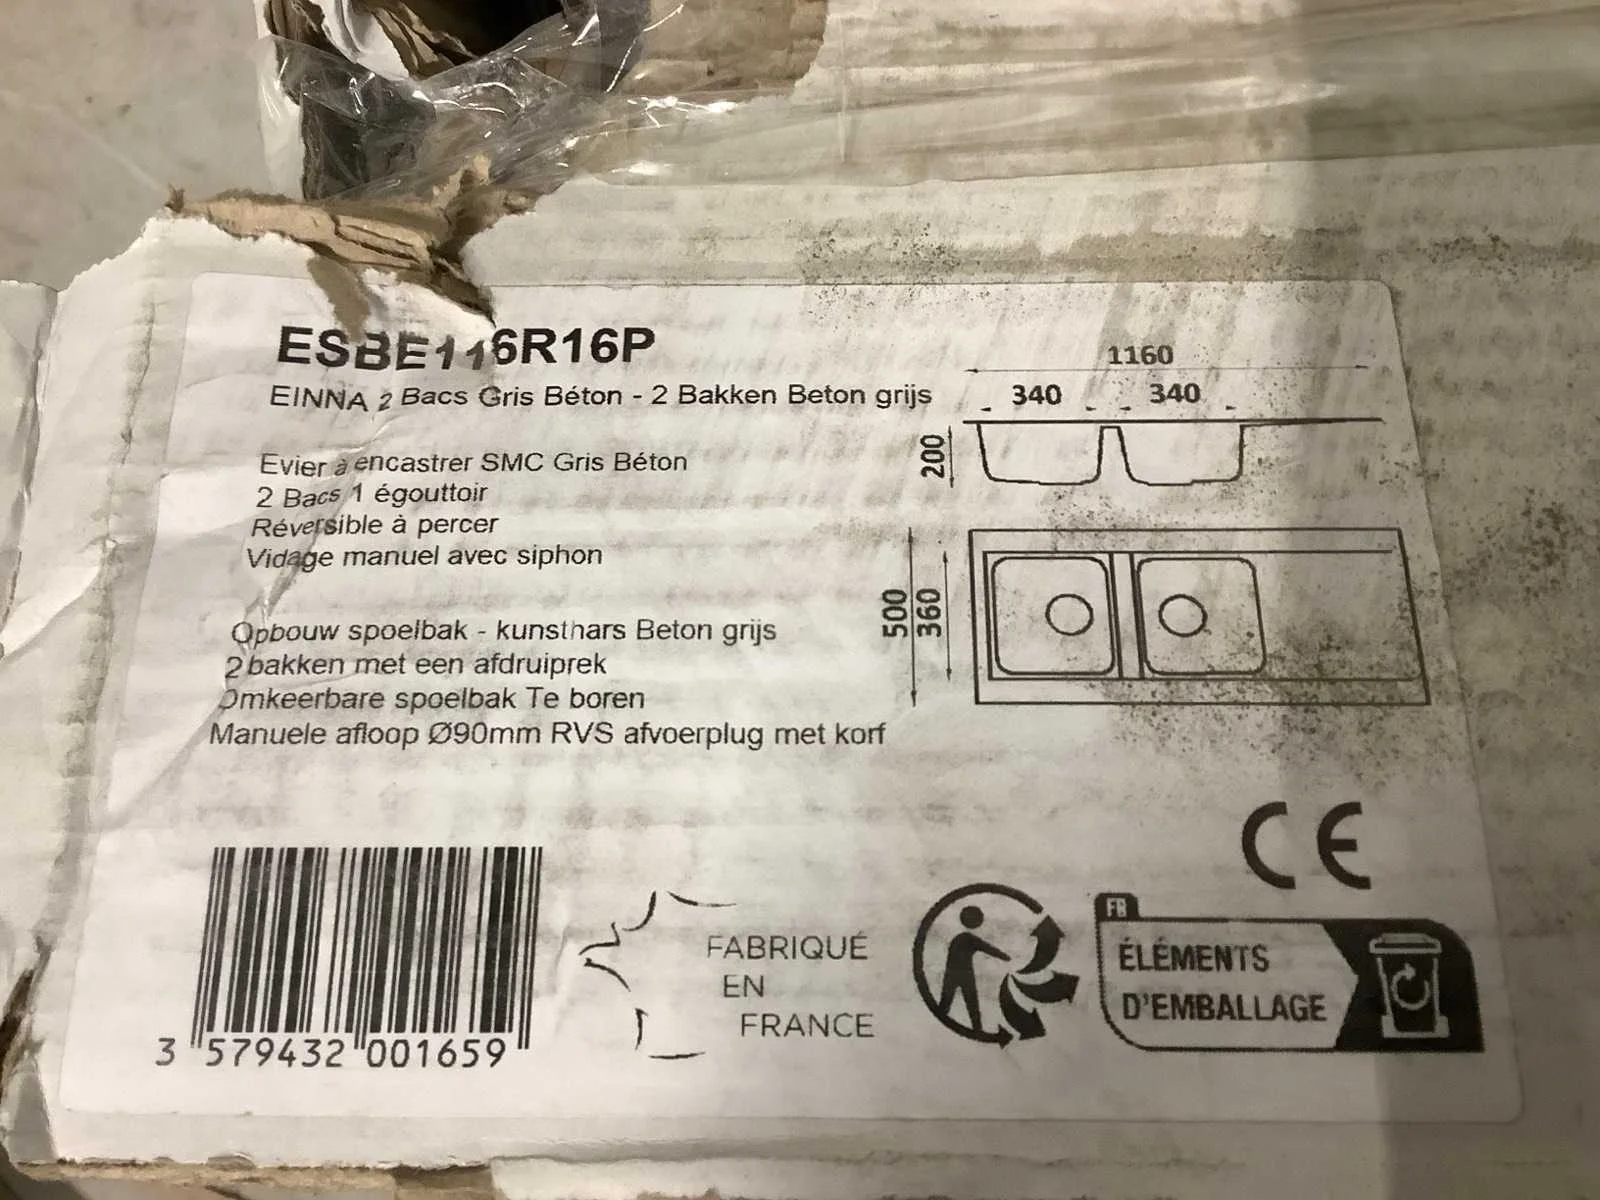 ESBE116R16P
EINNA 2 Bacs Gris Béton - 2 Bakken Beton grijs
Evier à encastrer SMC Gris Béton
2 Bacs 1 égouttoir
Réversible à percer
Vidage manuel avec siphon
Opbouw spoelbak - kunsthars Beton grijs
2 bakken met een afdruiprek
Omkeerbare spoelbak Te boren
Manuele afloop Ø90mm RVS afvoerplug met korf
1160
340 340
200
500
360
3 579432 001659
FABRIQUÉ
EN
FRANCE
CE
FR
ÉLÉMENTS
D'EMBALLAGE